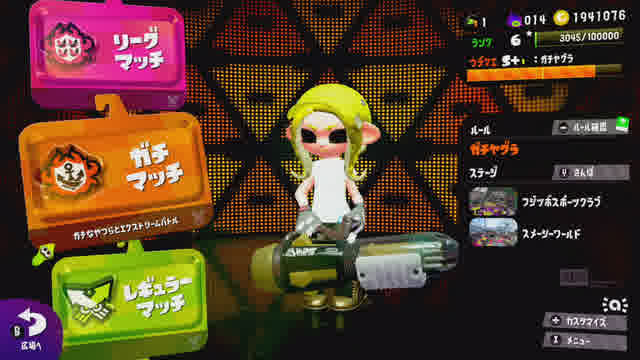 リーグ
マッチ
ガチ
マッチ
ガチなやつらとエクストリームバトル
レギュラー
マッチ
B
広場へ
1 014 1941076
ランク 6 3045/100000
ウデマエ S+ : ガチヤグラ
ルール
ルール確認
ガチヤグラ
ステージ
Y さんぽ
フジツボスポーツクラブ
スメーシーワールド
+ カスタマイズ
X メニュー